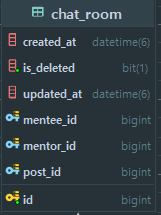 chat_room
created_at datetime(6)
is_deleted bit(1)
updated_at datetime(6)
mentee_id bigint
mentor_id bigint
post_id bigint
id bigint